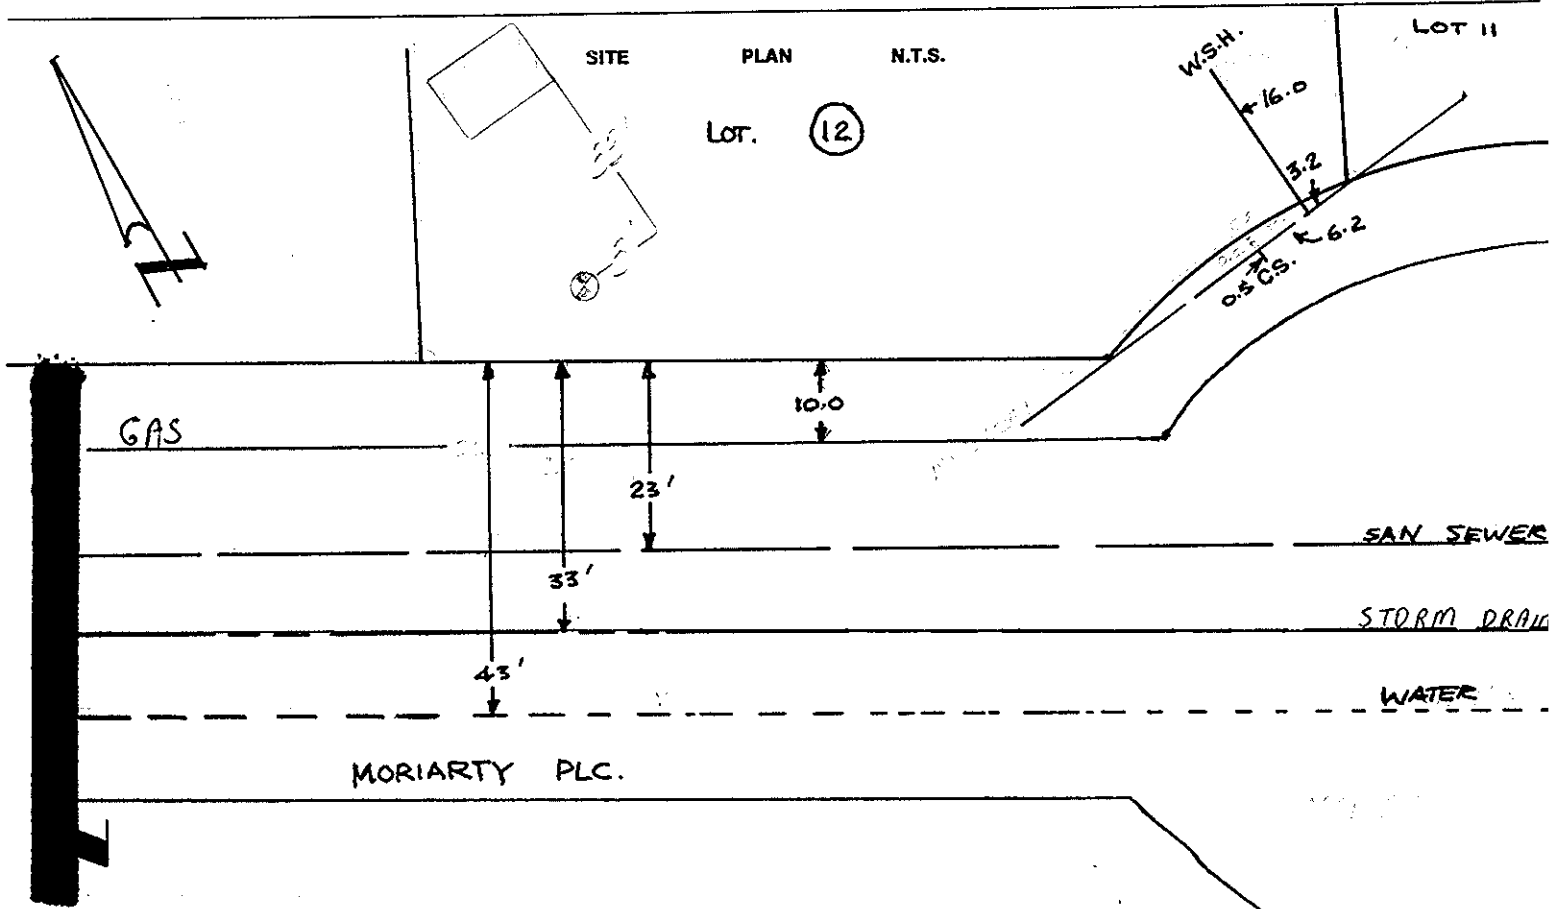 LOT 11
SITE PLAN N.T.S.
W.S.H.
16.0
LOT. 12
3.2
6.2
0.5 C.S.
10.0
GAS
23'
SAN SEWER
33'
STORM DRAIN
43'
WATER
MORIARTY PLC.